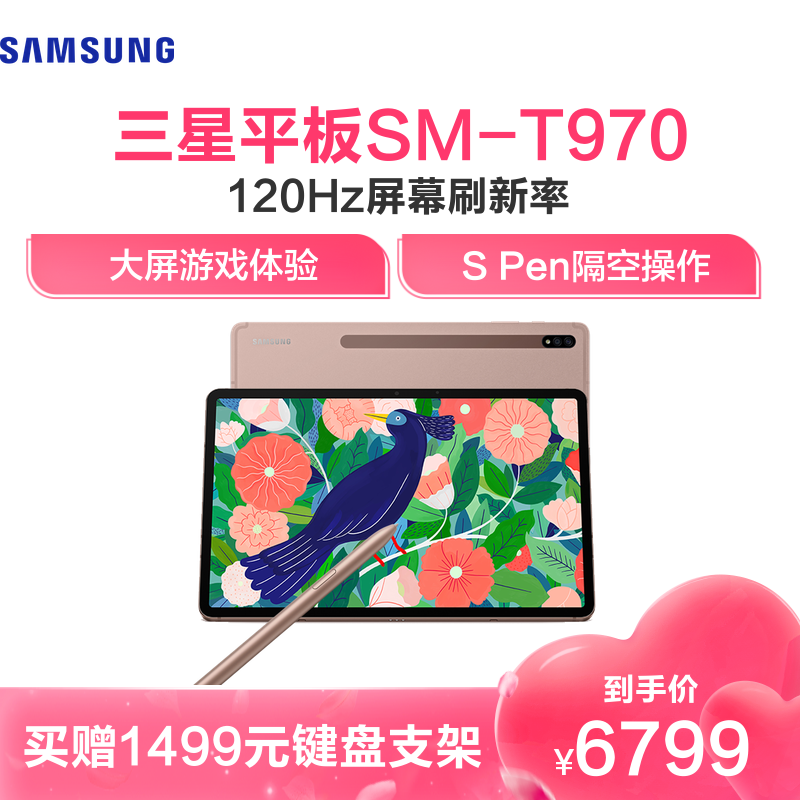 SAMSUNG
三星平板SM-T970
120Hz屏幕刷新率
大屏游戏体验
S Pen隔空操作
SAMSUNG
到手价
买赠1499元键盘支架
¥6799